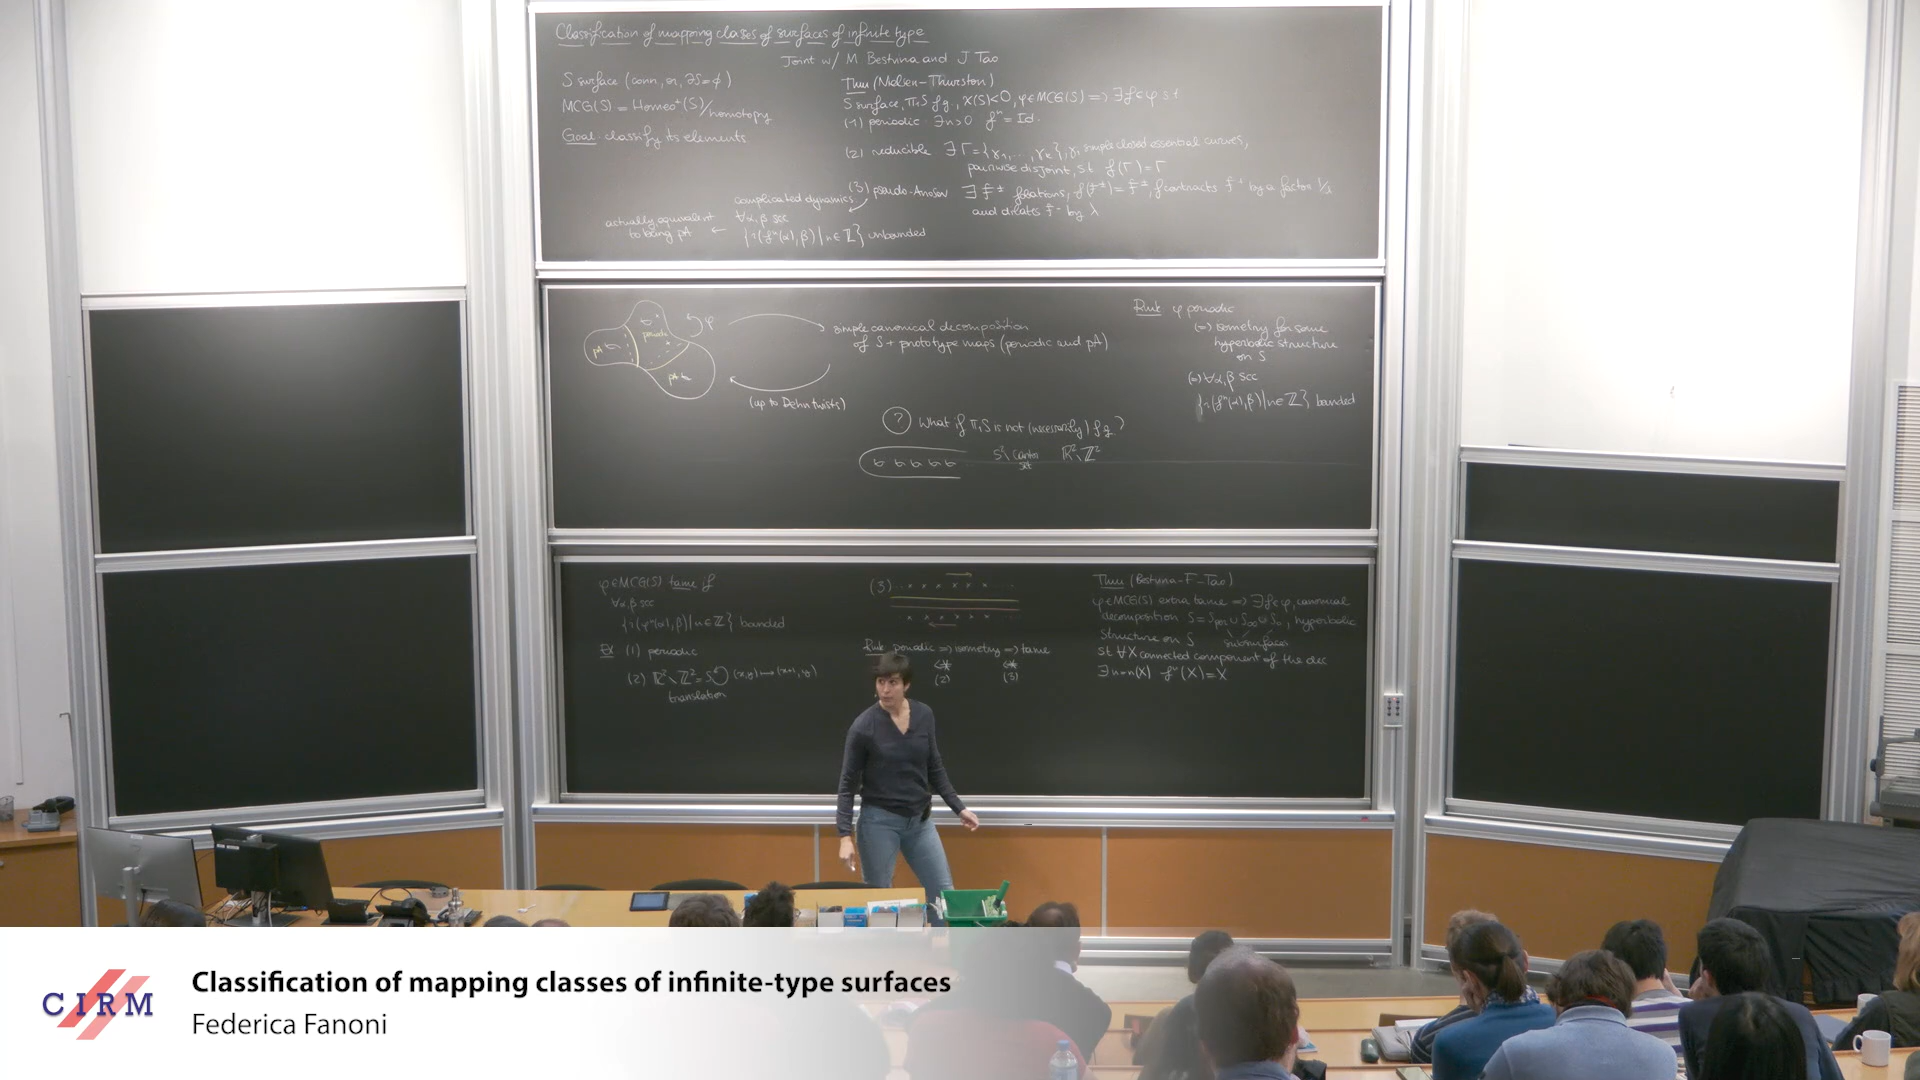 Classification of mapping classes of surfaces of infinite type
Joint w/ M Bestvina and J Tao
S surface (conn, or, ∂S=∅)
MCG(S) = Homeo⁺(S)/homotopy
Goal: classify its elements
Thm (Nielsen-Thurston)
S surface, π₁S f.g., χ(S)<0, φ∈MCG(S) => ∃f∈φ st
(1) periodic ∃n>0 fⁿ = Id.
(2) reducible ∃Γ={γ₁,...,γₖ}, γᵢ simple closed essential curves,
pairwise disjoint, st f(Γ)=Γ
(3) pseudo-Anosov ∃ F± foliations, f(F±)=F±, f contracts F⁺ by a factor 1/λ
and dilates F⁻ by λ
complicated dynamics
∀α,β scc
{i(fⁿ(α),β)|n∈ℤ} unbounded
actually equivalent
to being pA
pA
periodic
pA
φ
simple canonical decomposition
of S + prototype maps (periodic and pA)
(up to Dehn twists)
Rmk φ periodic
(=) isometry for some
hyperbolic structure
on S
(=) ∀α,β scc
{i(fⁿ(α),β)|n∈ℤ} bounded
? What if π₁S is not (necessarily) f.g.?
S²\ Cantor set ℝ²\ℤ²
φ∈MCG(S) tame if
∀α,β scc
{i(φⁿ(α),β)|n∈ℤ} bounded
Ex (1) periodic
(2) ℝ²\ℤ² = S (x,y)↦(x+1,y)
translation
(3)
Rmk periodic => isometry => tame
(2) (3)
Thm (Bestvina-F-Tao)
φ∈MCG(S) extra tame => ∃f∈φ, canonical
decomposition S = Sper ∪ S∞ ∪ S₀, hyperbolic
structure on S subsurfaces
st ∀X connected component of the dec
∃n=n(X) fⁿ(X)=X
CIRM
Classification of mapping classes of infinite-type surfaces
Federica Fanoni